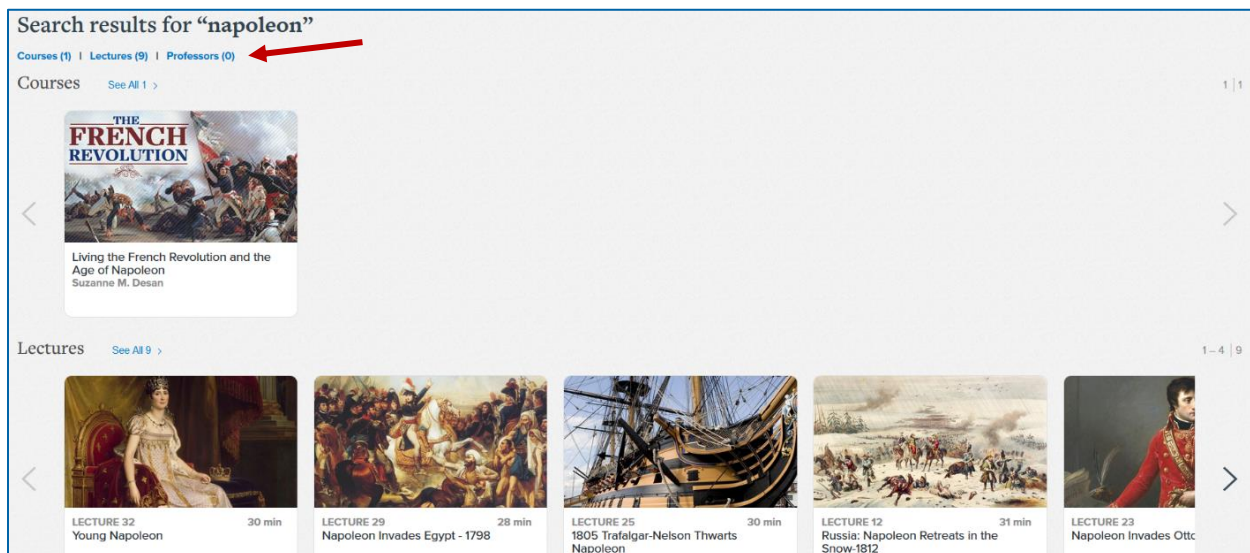 Search results for “napoleon”
Courses (1) | Lectures (9) | Professors (0)
Courses See All 1 >
1 | 1
THE
FRENCH
REVOLUTION
Living the French Revolution and the
Age of Napoleon
Suzanne M. Desan
Lectures See All 9 >
1 – 4 | 9
LECTURE 32 30 min
Young Napoleon
LECTURE 29 28 min
Napoleon Invades Egypt - 1798
LECTURE 25 30 min
1805 Trafalgar-Nelson Thwarts
Napoleon
LECTURE 12 31 min
Russia: Napoleon Retreats in the
Snow-1812
LECTURE 23
Napoleon Invades Otto